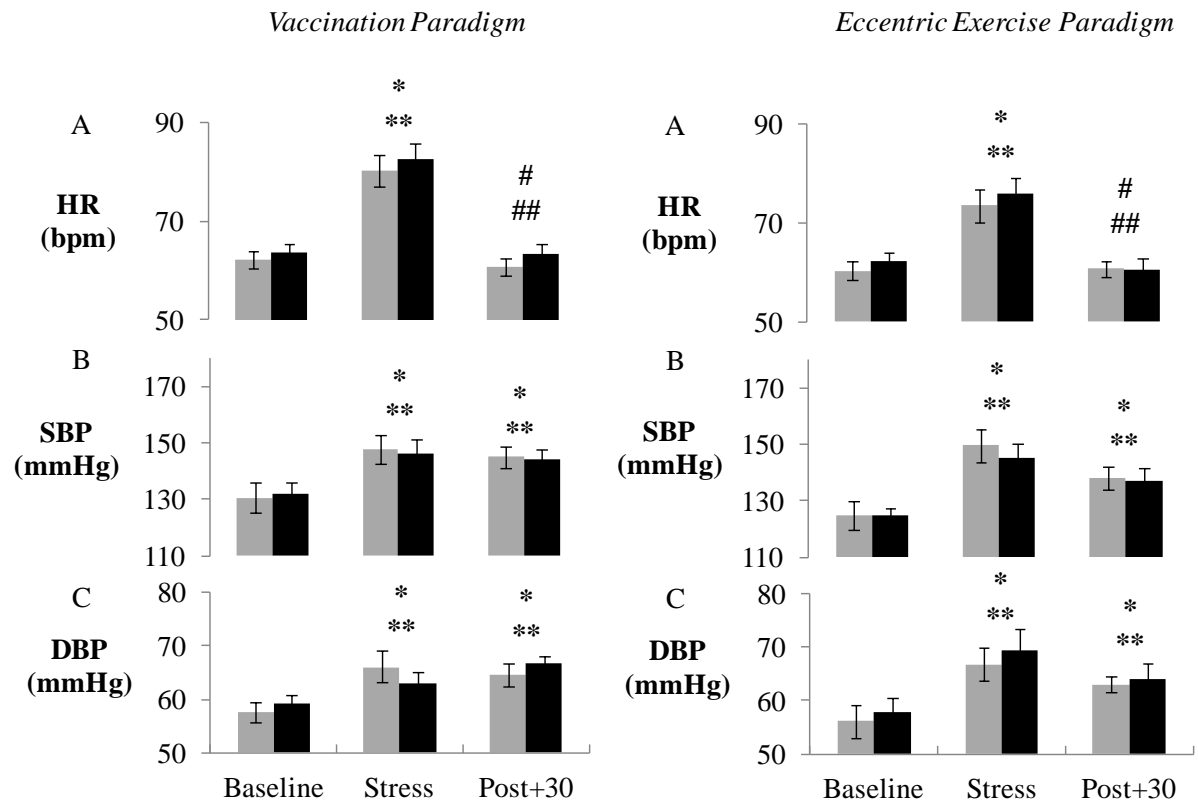 Vaccination Paradigm
A
HR
(bpm)
90
70
50
*
**
#
##
B
SBP
(mmHg)
170
150
130
110
*
**
*
**
C
DBP
(mmHg)
80
70
60
50
*
**
*
**
Baseline Stress Post+30
Eccentric Exercise Paradigm
A
HR
(bpm)
90
70
50
*
**
#
##
B
SBP
(mmHg)
170
150
130
110
*
**
*
**
C
DBP
(mmHg)
80
70
60
50
*
**
*
**
Baseline Stress Post+30